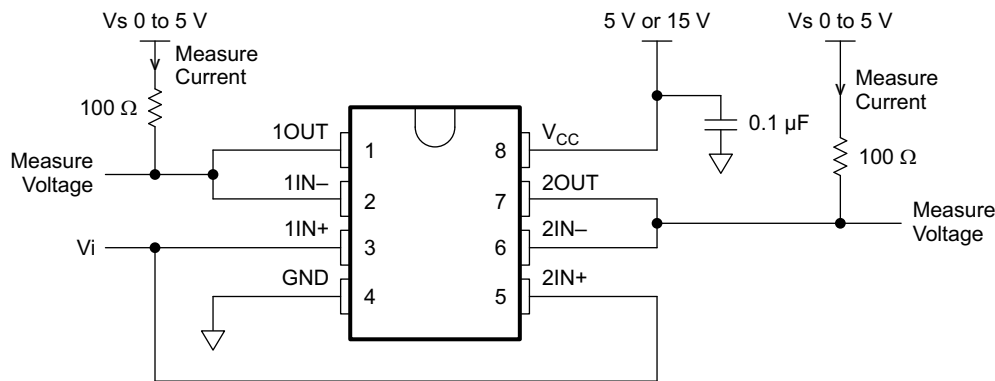 Vs 0 to 5 V
5 V or 15 V
Vs 0 to 5 V
Measure
Current
Measure
Current
100 Ω
0.1 µF
100 Ω
1OUT
1
8
VCC
Measure
Voltage
1IN–
2
7
2OUT
Vi
1IN+
3
6
2IN–
Measure
Voltage
GND
4
5
2IN+